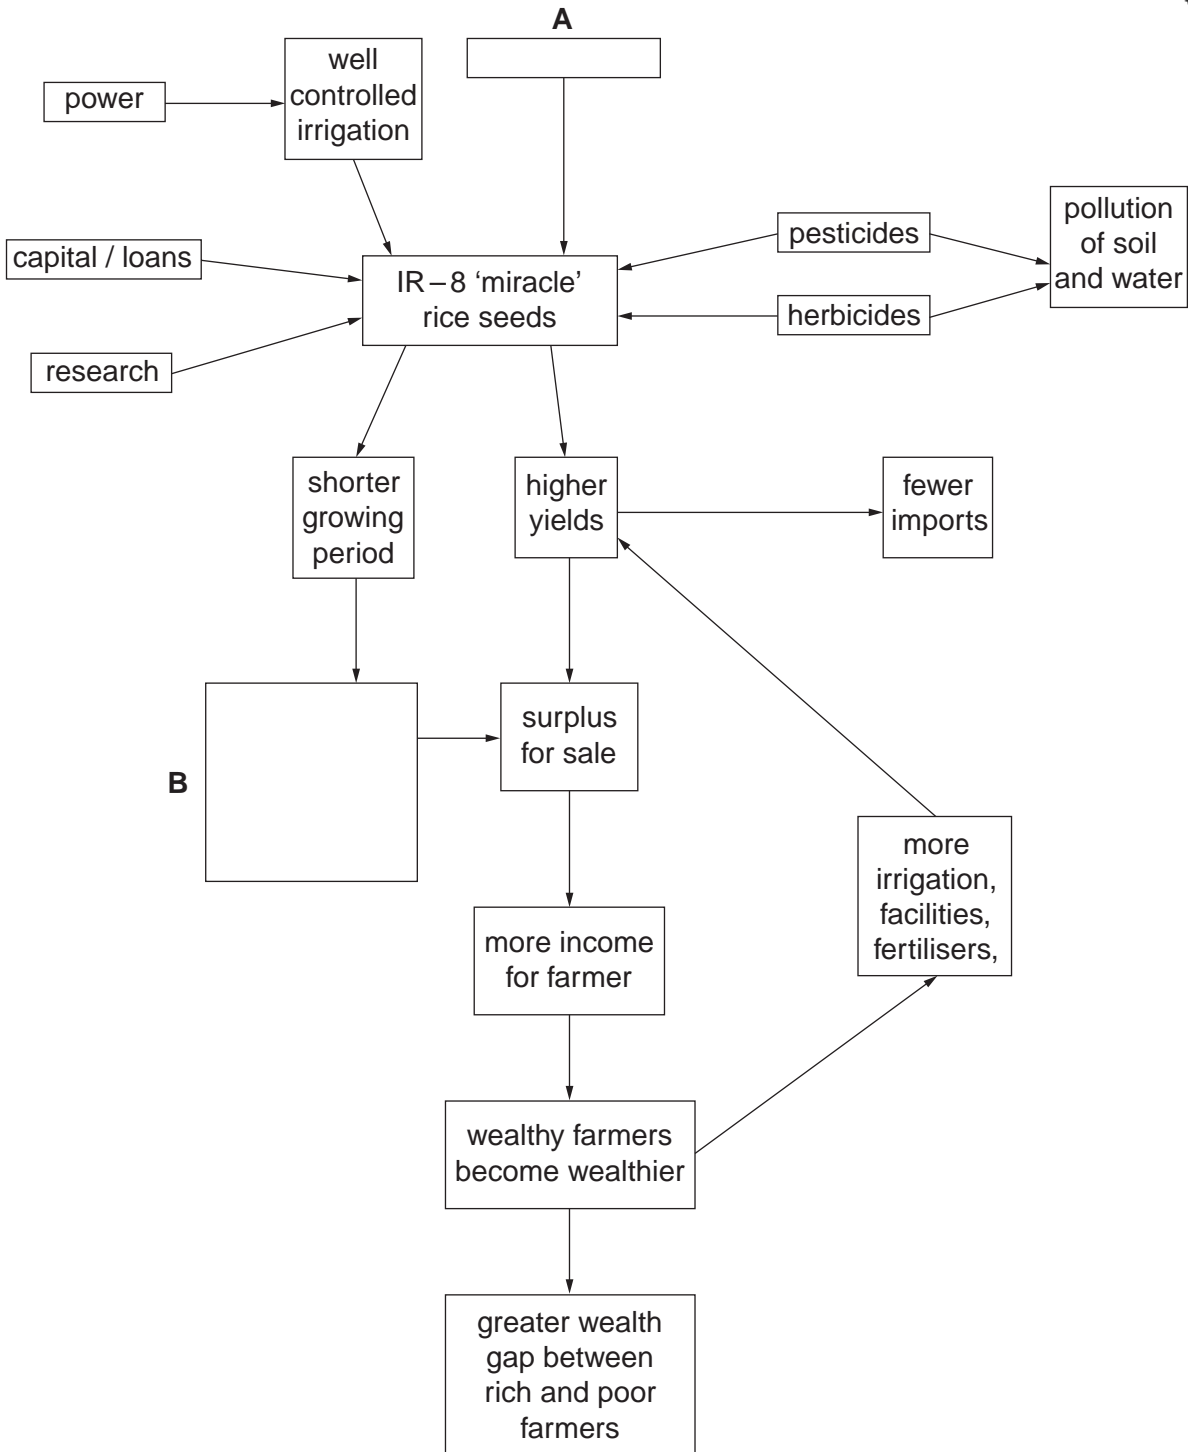 A
well
controlled
irrigation
power
capital / loans
research
IR – 8 ‘miracle’
rice seeds
pesticides
herbicides
pollution
of soil
and water
shorter
growing
period
higher
yields
fewer
imports
B
surplus
for sale
more
irrigation,
facilities,
fertilisers,
more income
for farmer
wealthy farmers
become wealthier
greater wealth
gap between
rich and poor
farmers